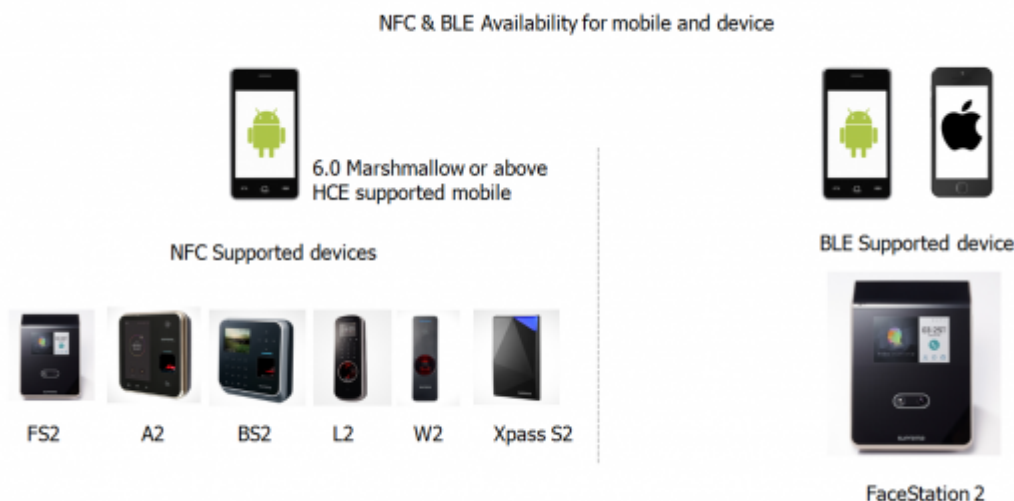 NFC & BLE Availability for mobile and device
6.0 Marshmallow or above
HCE supported mobile
NFC Supported devices
FS2
A2
BS2
L2
W2
Xpass S2
BLE Supported device
suprema
FaceStation 2